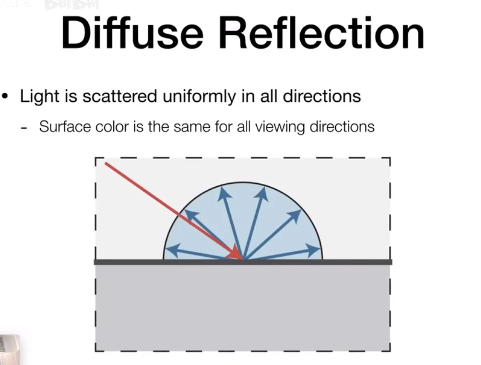 Diffuse Reflection
• Light is scattered uniformly in all directions
- Surface color is the same for all viewing directions